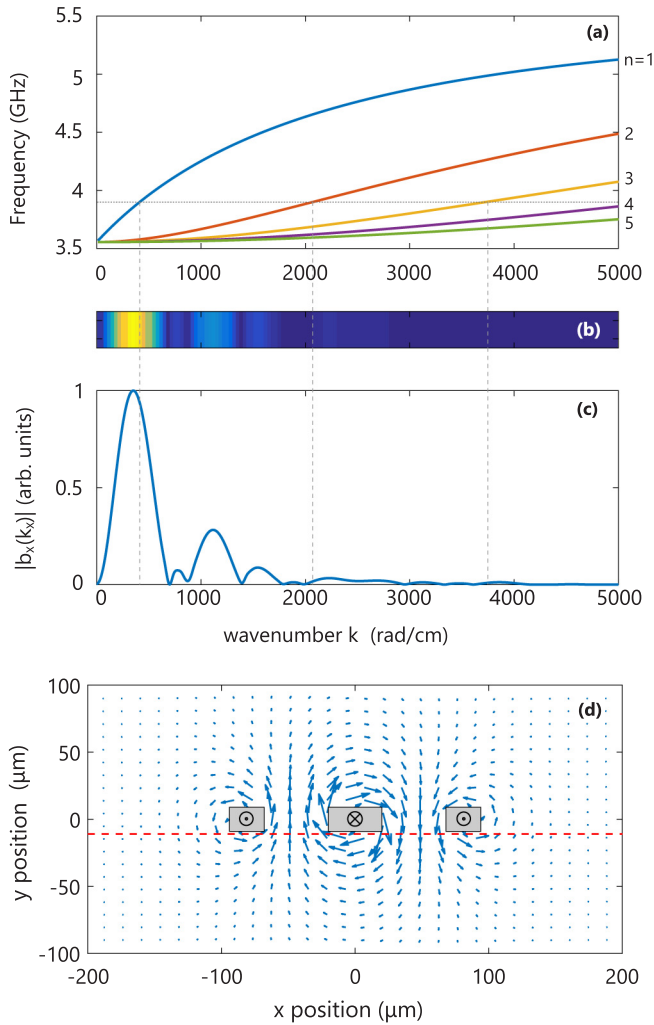 (a)
5.5
5
4.5
4
3.5
Frequency (GHz)
n=1
2
3
4
5
0 1000 2000 3000 4000 5000
(b)
(c)
1
0.5
0
|bₓ(kₓ)| (arb. units)
0 1000 2000 3000 4000 5000
wavenumber k (rad/cm)
(d)
100
50
0
-50
-100
y position (μm)
-200 -100 0 100 200
x position (μm)